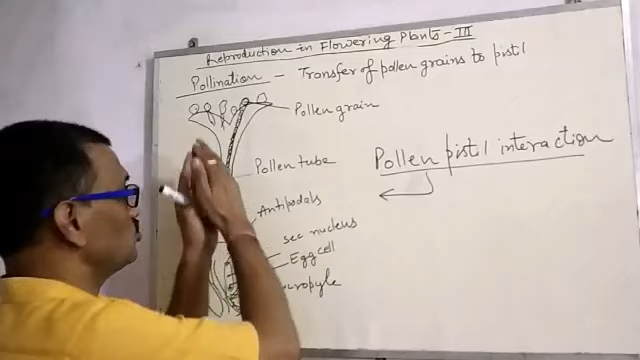 Reproduction in Flowering Plants - III
Pollination - Transfer of pollen grains to pistil
Pollen grain
Pollen pistil interaction
Pollen tube
Antipodals
sec nucleus
Egg cell